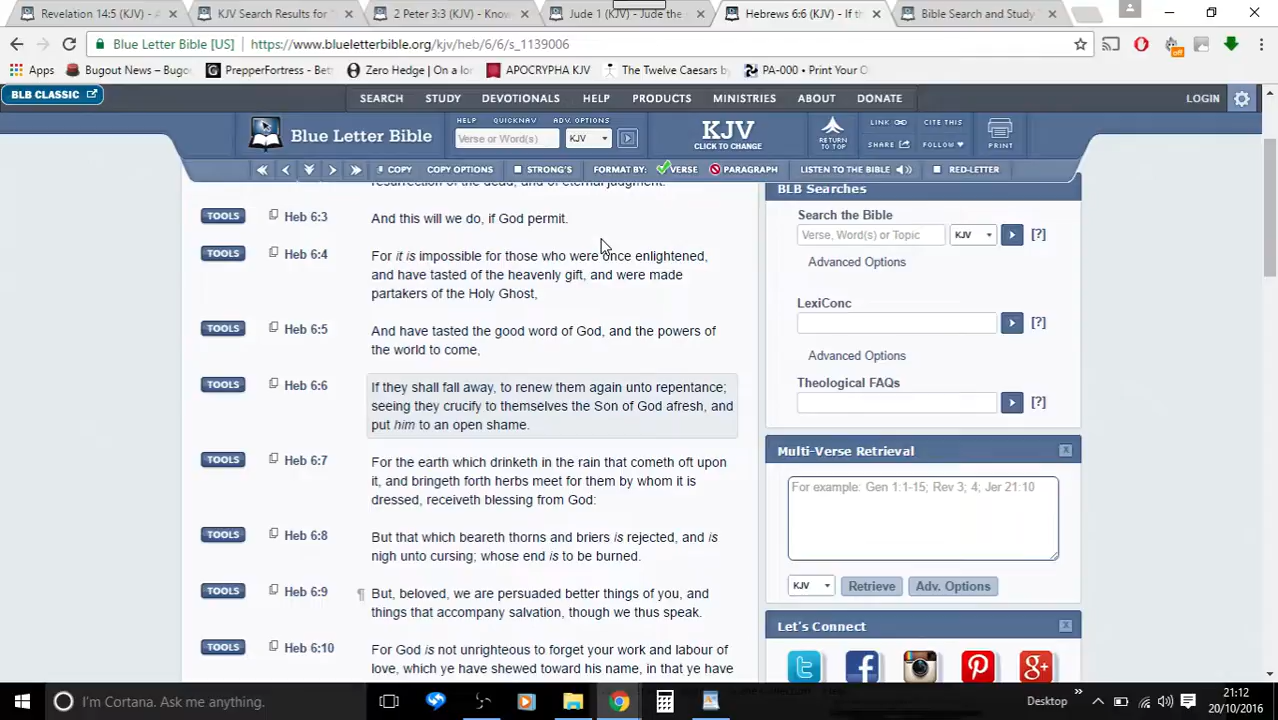 Revelation 14:5 (KJV) - A
KJV Search Results for "
2 Peter 3:3 (KJV) - Know
Jude 1 (KJV) - Jude the
Hebrews 6:6 (KJV) - If th
Bible Search and Study
Blue Letter Bible [US]
https://www.blueletterbible.org/kjv/heb/6/6/s_1139006
Apps
Bugout News – Bugo
PrepperFortress - Bet
Zero Hedge | On a lo
APOCRYPHA KJV
The Twelve Caesars b
PA-000 • Print Your O
BLB CLASSIC
SEARCH STUDY DEVOTIONALS HELP PRODUCTS MINISTRIES ABOUT DONATE
LOGIN
Blue Letter Bible
HELP QUICKNAV ADV. OPTIONS
Verse or Word(s)
KJV
KJV
CLICK TO CHANGE
RETURN
TO TOP
LINK
CITE THIS
SHARE
FOLLOW
PRINT
COPY COPY OPTIONS STRONG'S FORMAT BY: VERSE PARAGRAPH LISTEN TO THE BIBLE RED-LETTER
resurrection of the dead, and of eternal judgment.
TOOLS Heb 6:3 And this will we do, if God permit.
TOOLS Heb 6:4 For it is impossible for those who were once enlightened,
and have tasted of the heavenly gift, and were made
partakers of the Holy Ghost,
TOOLS Heb 6:5 And have tasted the good word of God, and the powers of
the world to come,
TOOLS Heb 6:6 If they shall fall away, to renew them again unto repentance;
seeing they crucify to themselves the Son of God afresh, and
put him to an open shame.
TOOLS Heb 6:7 For the earth which drinketh in the rain that cometh oft upon
it, and bringeth forth herbs meet for them by whom it is
dressed, receiveth blessing from God:
TOOLS Heb 6:8 But that which beareth thorns and briers is rejected, and is
nigh unto cursing; whose end is to be burned.
TOOLS Heb 6:9 ¶ But, beloved, we are persuaded better things of you, and
things that accompany salvation, though we thus speak.
TOOLS Heb 6:10 For God is not unrighteous to forget your work and labour of
love, which ye have shewed toward his name, in that ye have
BLB Searches
Search the Bible
Verse, Word(s) or Topic
KJV
[?]
Advanced Options
LexiConc
[?]
Advanced Options
Theological FAQs
[?]
Multi-Verse Retrieval
x
For example: Gen 1:1-15; Rev 3; 4; Jer 21:10
KJV
Retrieve
Adv. Options
Let's Connect
x
I'm Cortana. Ask me anything.
Desktop
21:12
20/10/2016